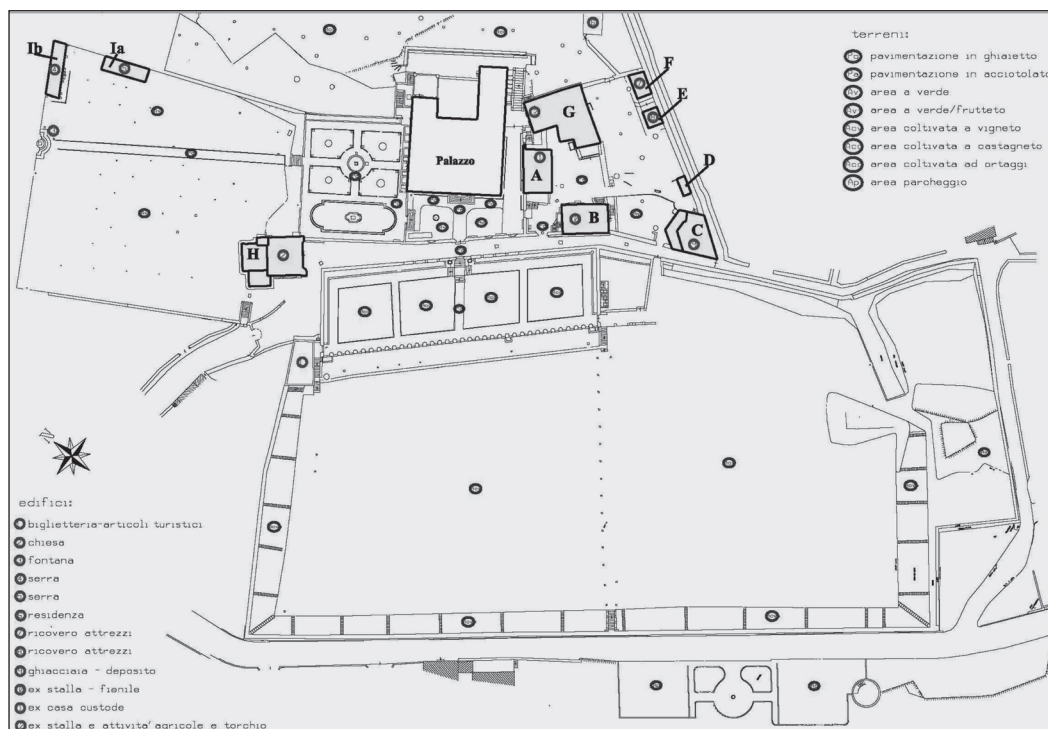 Ib
Ia
F
E
G
Palazzo
A
D
B
C
H
N
terreni:
pavimentazione in ghiaietto
pavimentazione in acciotolato
Av area a verde
area a verde/frutteto
area coltivata a vigneto
area coltivata a castagneto
area coltivata ad ortaggi
Ap area parcheggio
edifici:
biglietteria-articoli turistici
chiesa
fontana
serra
serra
residenza
ricovero attrezzi
ricovero attrezzi
ghiacciaia - deposito
ex stalla - fienile
ex casa custode
ex stalla e attivita' agricole e torchio